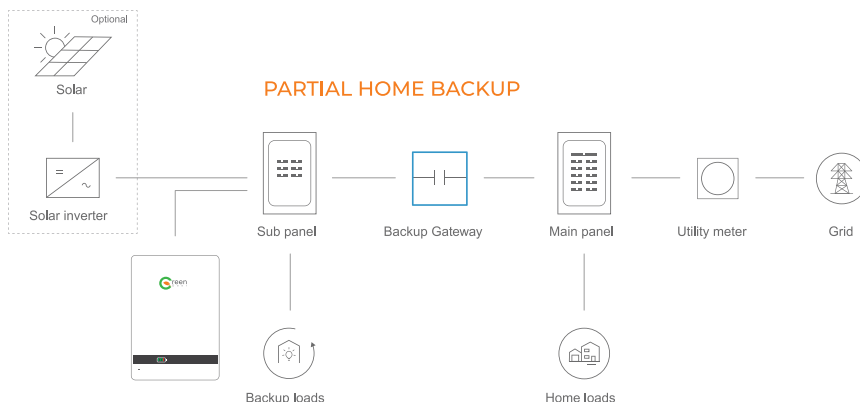 Optional
Solar
PARTIAL HOME BACKUP
Solar inverter
Sub panel
Backup Gateway
Main panel
Utility meter
Grid
reen
Backup loads
Home loads